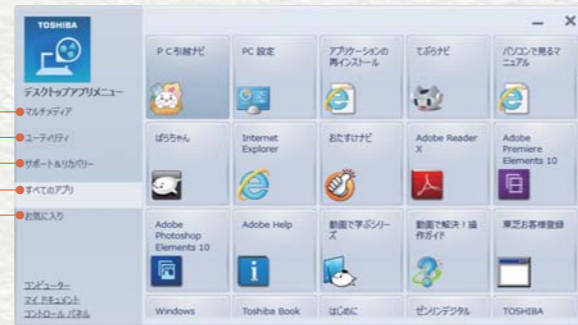 TOSHIBA
デスクトップアプリメニュー
マルチメディア
ユーティリティ
サポート&リカバリー
すべてのアプリ
お気に入り
コンピューター
マイ ドキュメント
コントロール パネル
PC引越ナビ
PC 設定
アプリケーションの
再インストール
てぶらナビ
パソコンで見るマ
ニュアル
ぱらちゃん
Internet
Explorer
おたすけナビ
Adobe Reader
X
Adobe
Premiere
Elements 10
Adobe
Photoshop
Elements 10
Adobe Help
動画で学ぶシリー
ズ
動画で解決!操
作ガイド
東芝お客様登録
Windows
Toshiba Book
はじめに
ゼンリンデジタル
TOSHIBA